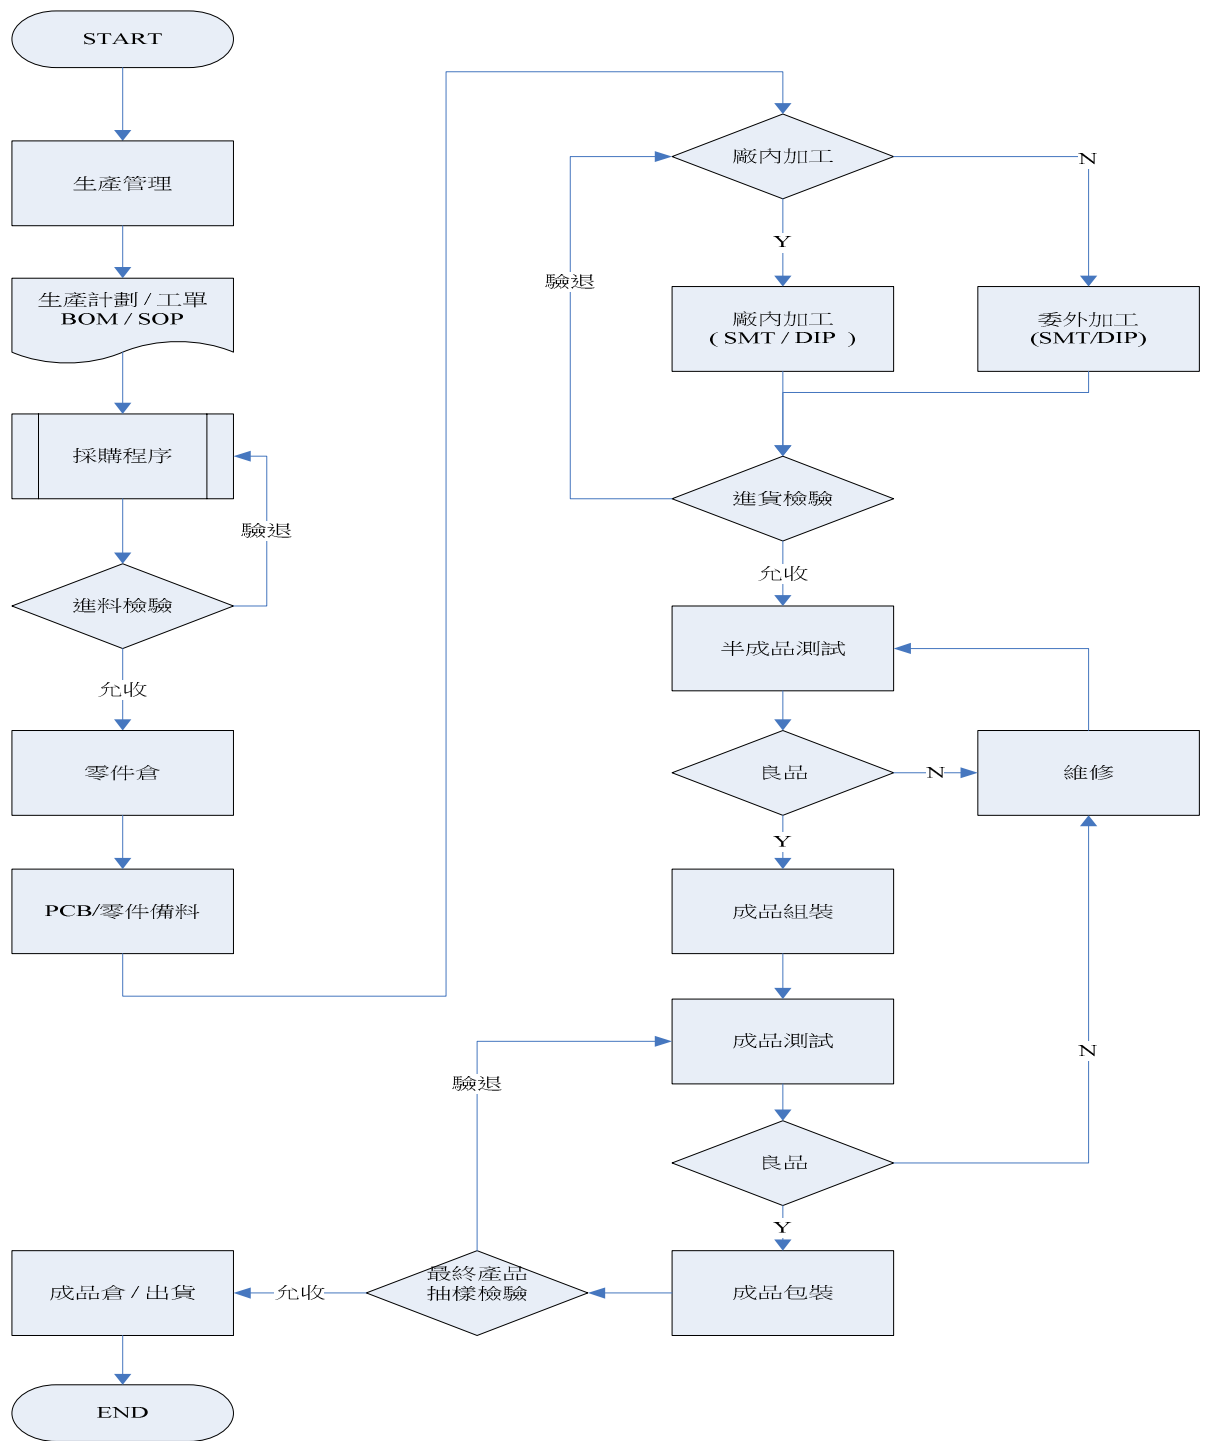 START
生產管理
生產計劃 / 工單
BOM / SOP
採購程序
驗退
進料檢驗
允收
零件倉
PCB/零件備料
廠內加工
N
Y
驗退
廠內加工
( SMT / DIP )
委外加工
(SMT/DIP)
進貨檢驗
允收
半成品測試
良品
N
維修
Y
成品組裝
成品測試
N
驗退
良品
Y
成品包裝
最終產品
抽樣檢驗
允收
成品倉 / 出貨
END